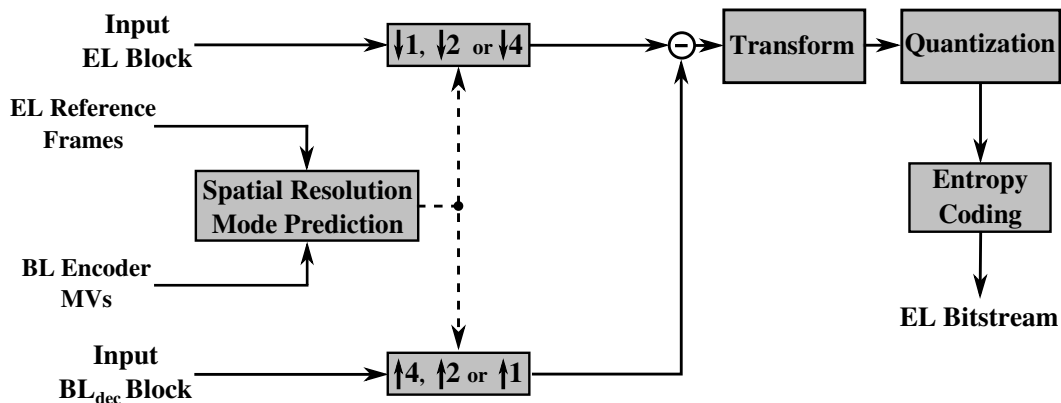 Input
EL Block
↓1, ↓2 or ↓4
Transform
Quantization
EL Reference
Frames
Spatial Resolution
Mode Prediction
Entropy
Coding
BL Encoder
MVs
EL Bitstream
Input
BLdec Block
↑4, ↑2 or ↑1